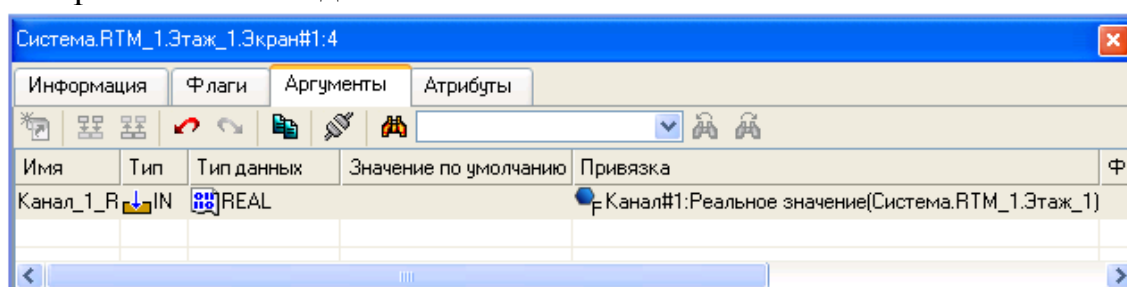 Система.RTM_1.Этаж_1.Экран#1:4
Информация Флаги Аргументы Атрибуты
Имя Тип Тип данных Значение по умолчанию Привязка Ф
Канал_1_R IN REAL F Канал#1:Реальное значение(Система.RTM_1.Этаж_1)